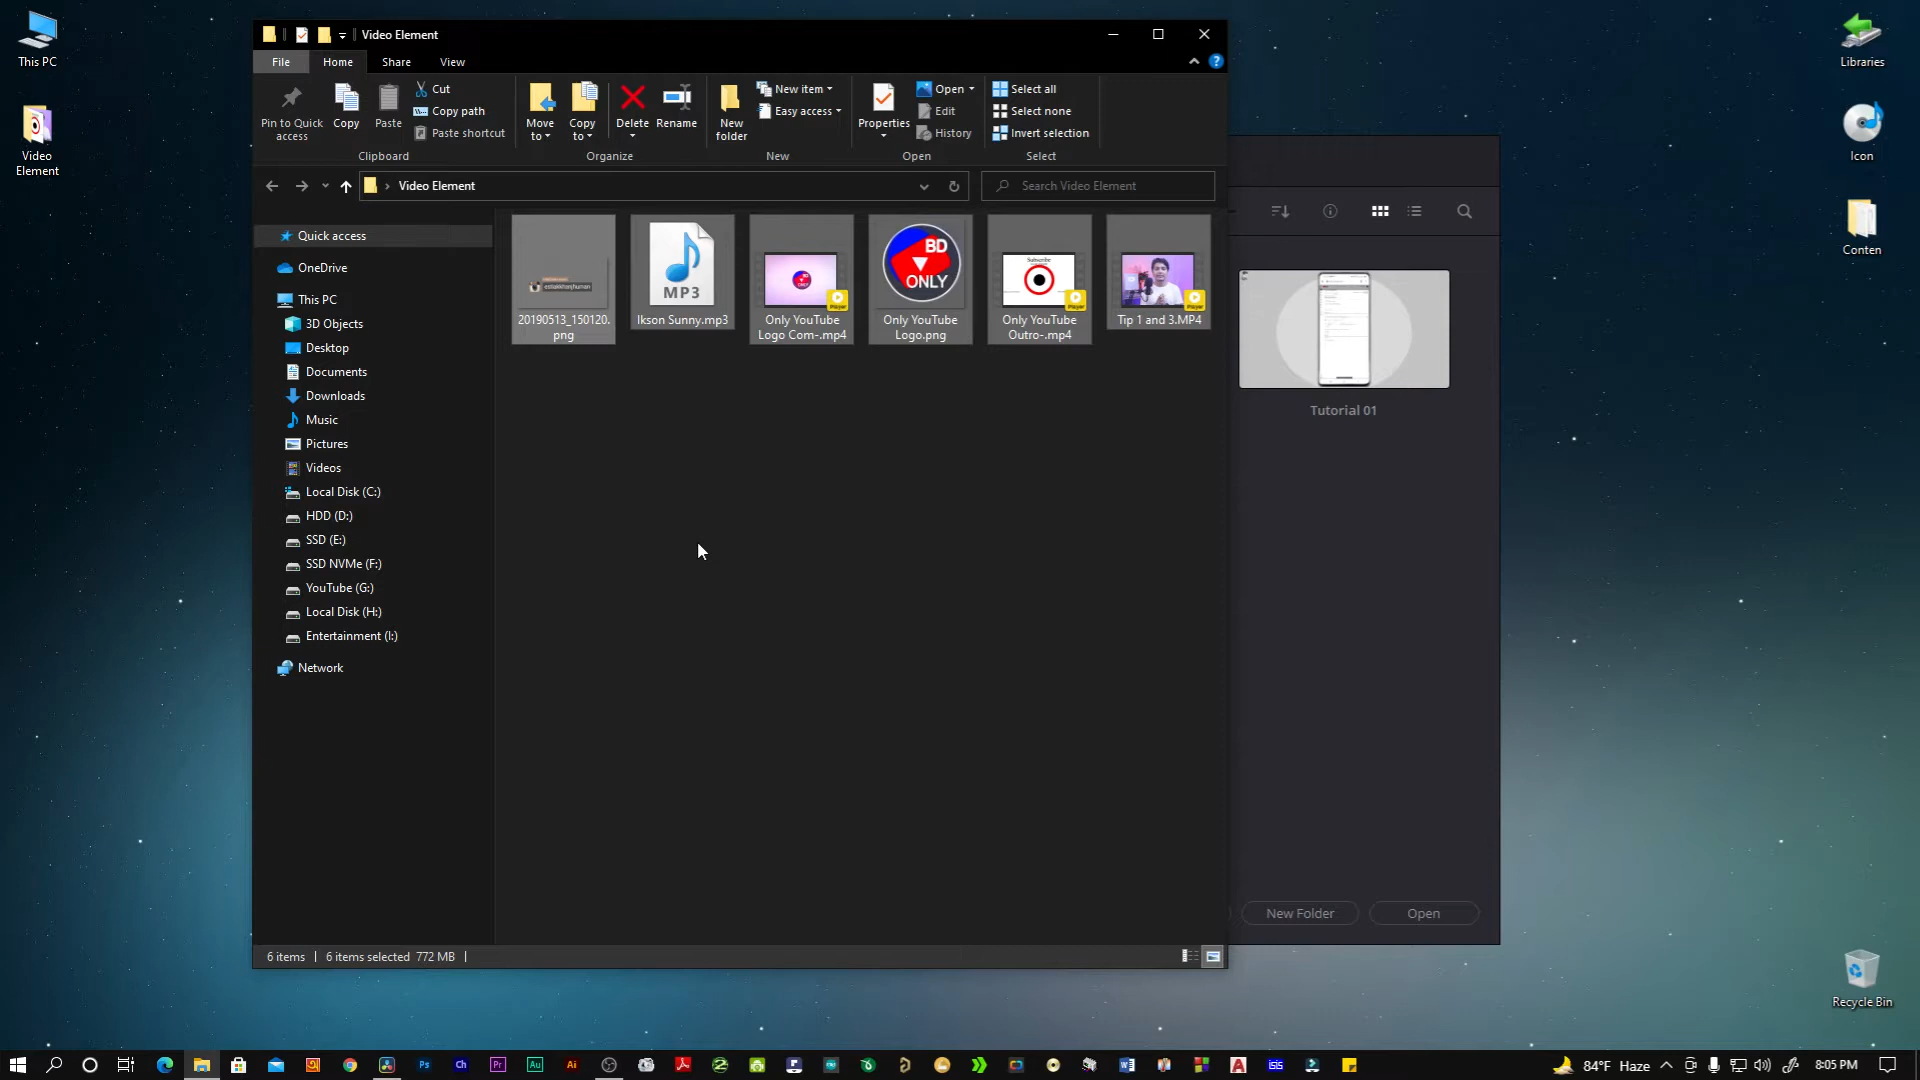 This PC
Video
Element
Video Element
File
Home
Share
View
Pin to Quick
access
Copy
Paste
Cut
Copy path
Paste shortcut
Clipboard
Move
to
Copy
to
Delete
Rename
Organize
New
folder
New item
Easy access
New
Properties
Open
Edit
History
Open
Select all
Select none
Invert selection
Select
Video Element
Search Video Element
Quick access
OneDrive
This PC
3D Objects
Desktop
Documents
Downloads
Music
Pictures
Videos
Local Disk (C:)
HDD (D:)
SSD (E:)
SSD NVMe (F:)
YouTube (G:)
Local Disk (H:)
Entertainment (I:)
Network
20190513_150120.
png
MP3
Ikson Sunny.mp3
Only YouTube
Logo Com-.mp4
BD
ONLY
Only YouTube
Logo.png
Subscribe
Only YouTube
Outro-.mp4
Tip 1 and 3.MP4
6 items
6 items selected
772 MB
Tutorial 01
New Folder
Open
Libraries
Icon
Conten
Recycle Bin
Ps
Ch
Pr
Au
Ai
84°F Haze
8:05 PM